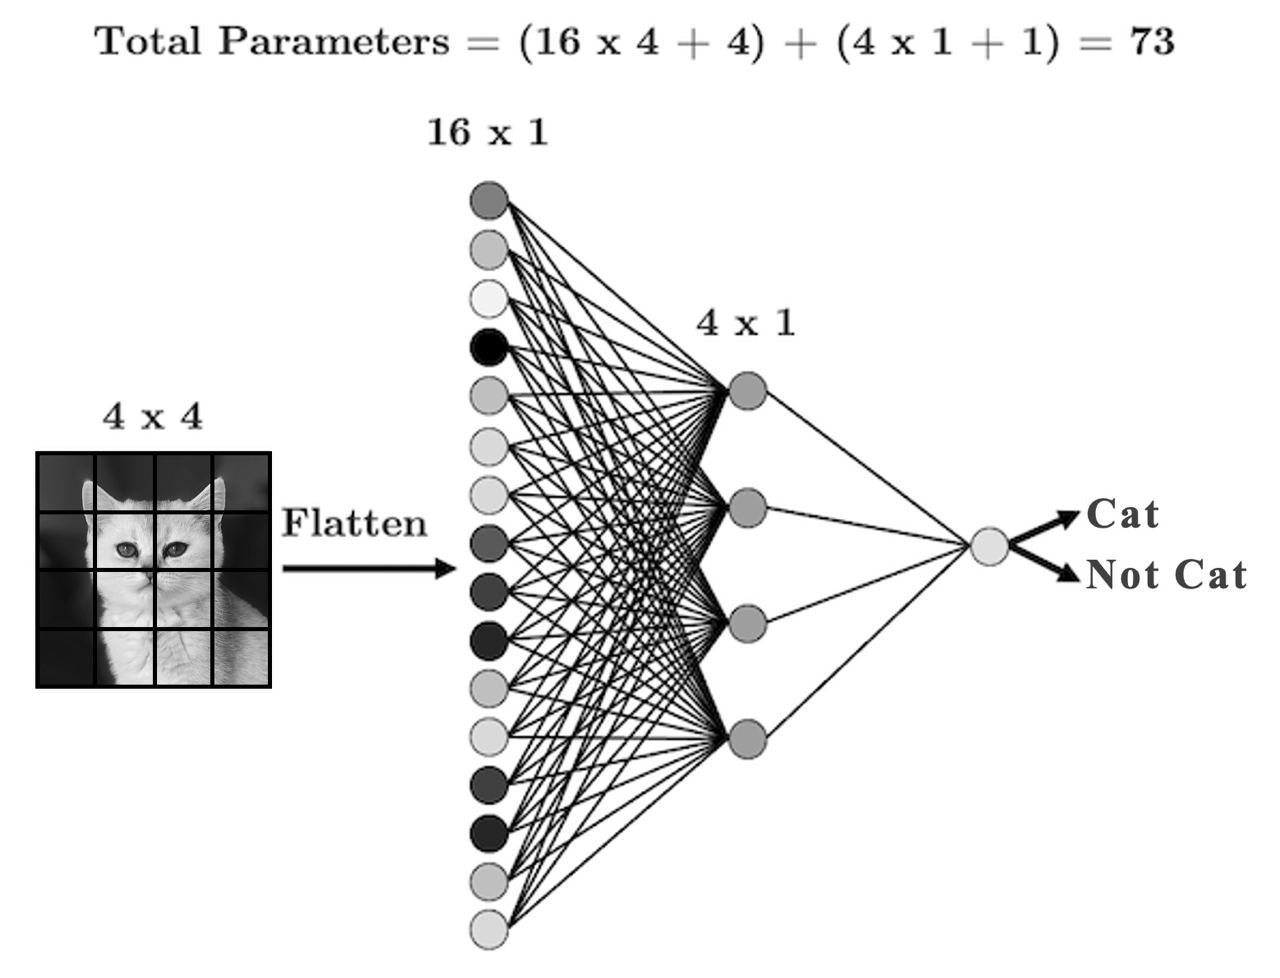 Total Parameters = (16 x 4 + 4) + (4 x 1 + 1) = 73
16 x 1
4 x 1
4 x 4
Flatten
Cat
Not Cat